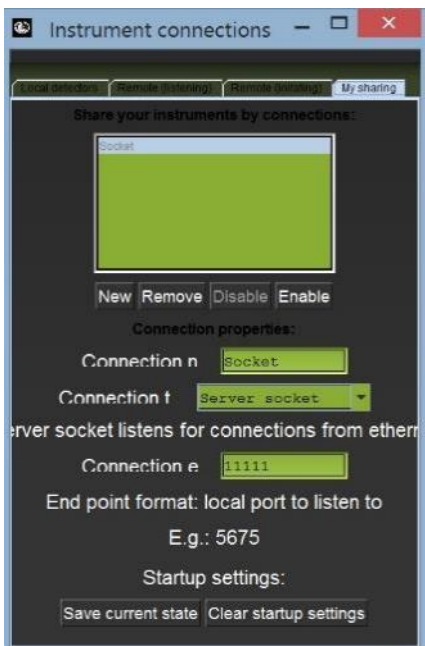 Instrument connections
Local detectors Remote (listening) Remote (initating) My sharing
Share your instruments by connections:
Socket
New Remove Disable Enable
Connection properties:
Connection n Socket
Connection t Server socket
erver socket listens for connections from ethern
Connection e 11111
End point format: local port to listen to
E.g.: 5675
Startup settings:
Save current state Clear startup settings